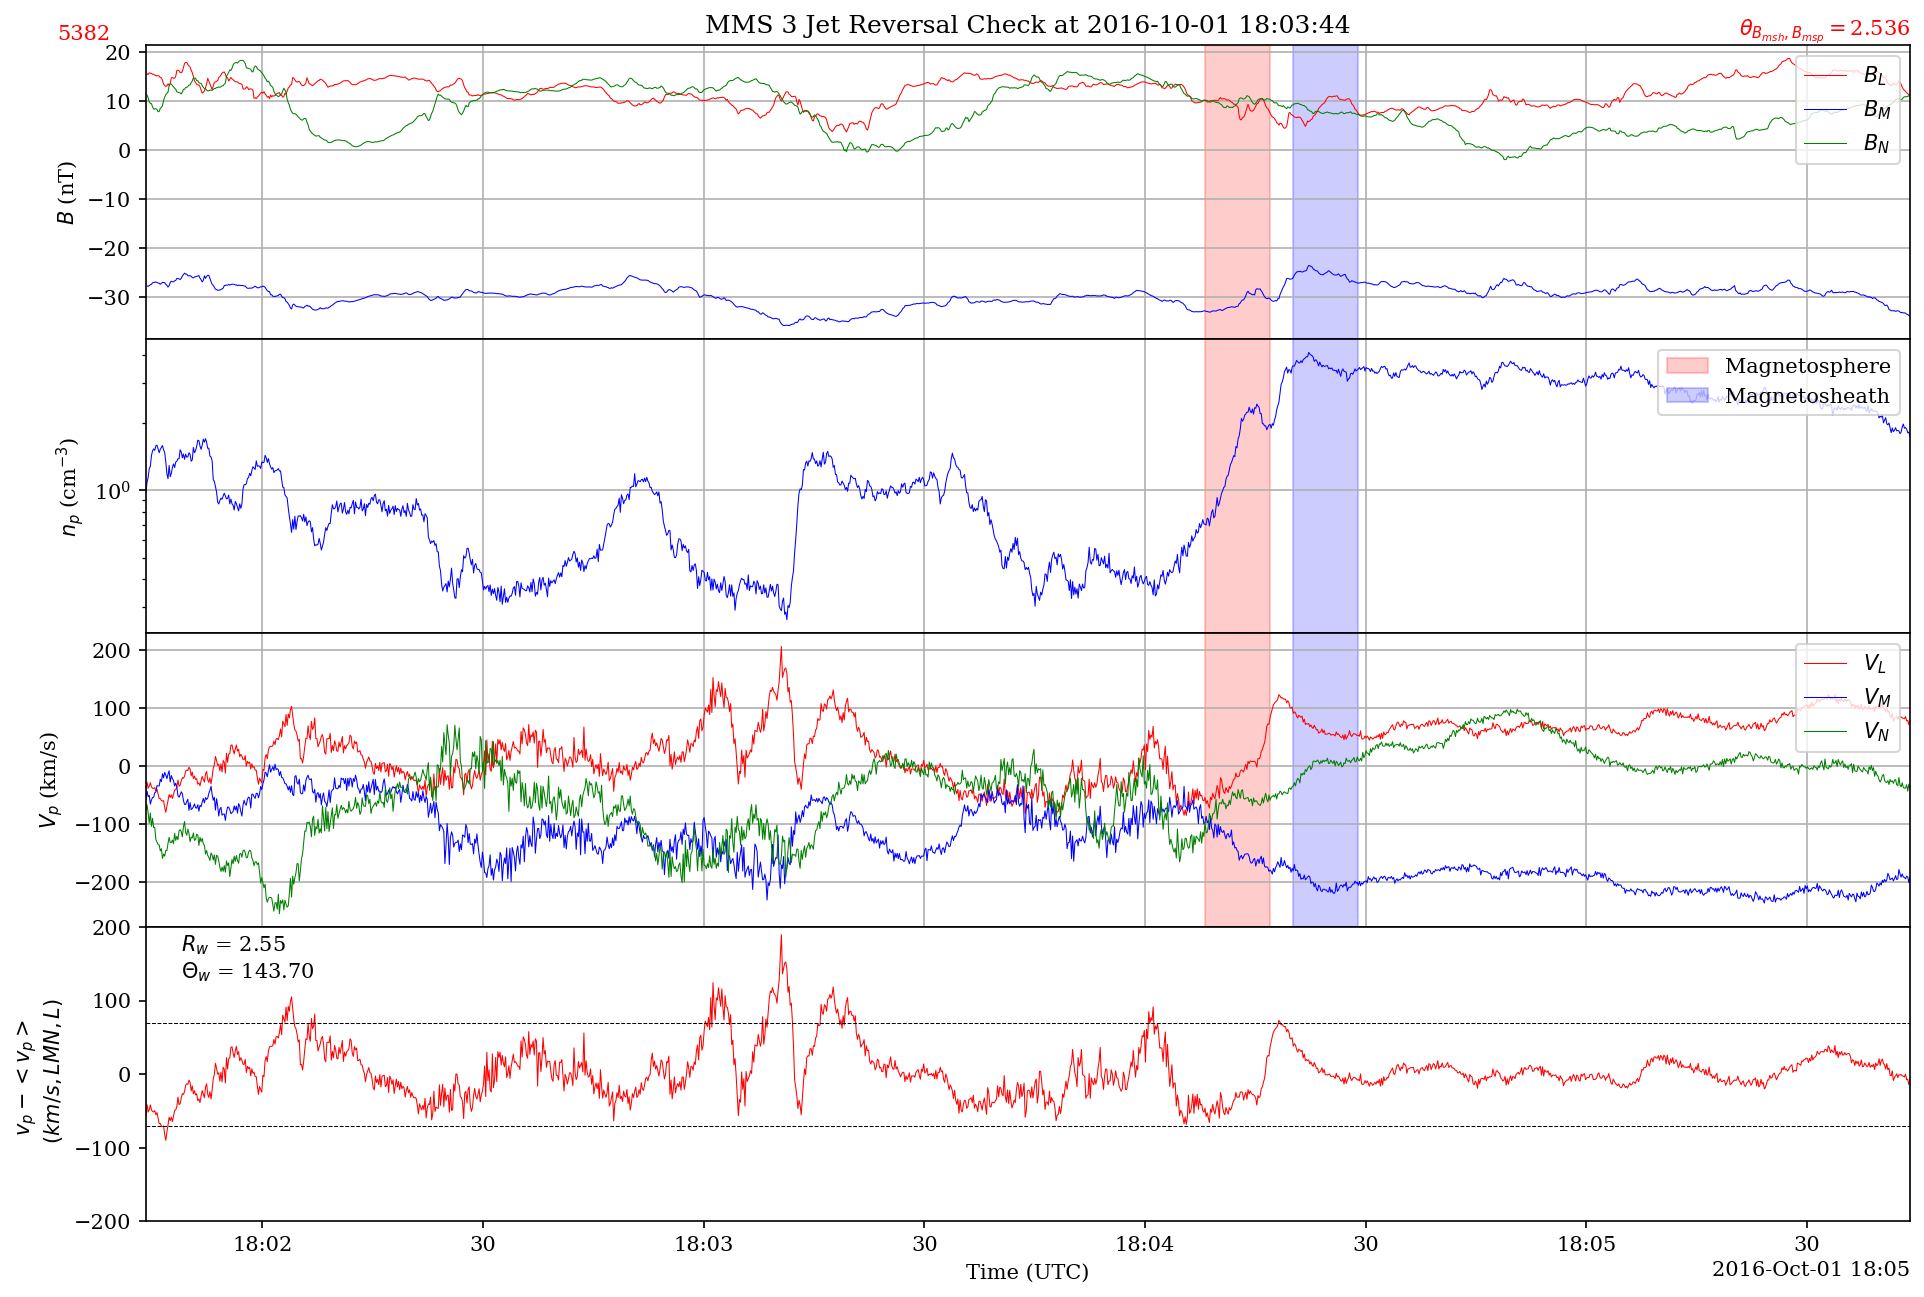 MMS 3 Jet Reversal Check at 2016-10-01 18:03:44
5382
θ_{B_{msh}, B_{msp}} = 2.536
20
10
0
−10
−20
−30
B (nT)
B_L
B_M
B_N
10^0
n_p (cm^{−3})
Magnetosphere
Magnetosheath
200
100
0
−100
−200
V_p (km/s)
V_L
V_M
V_N
200
100
0
−100
−200
v_p − < v_p >
(km/s, LMN, L)
R_w = 2.55
Θ_w = 143.70
18:02
30
18:03
30
18:04
30
18:05
30
Time (UTC)
2016-Oct-01 18:05